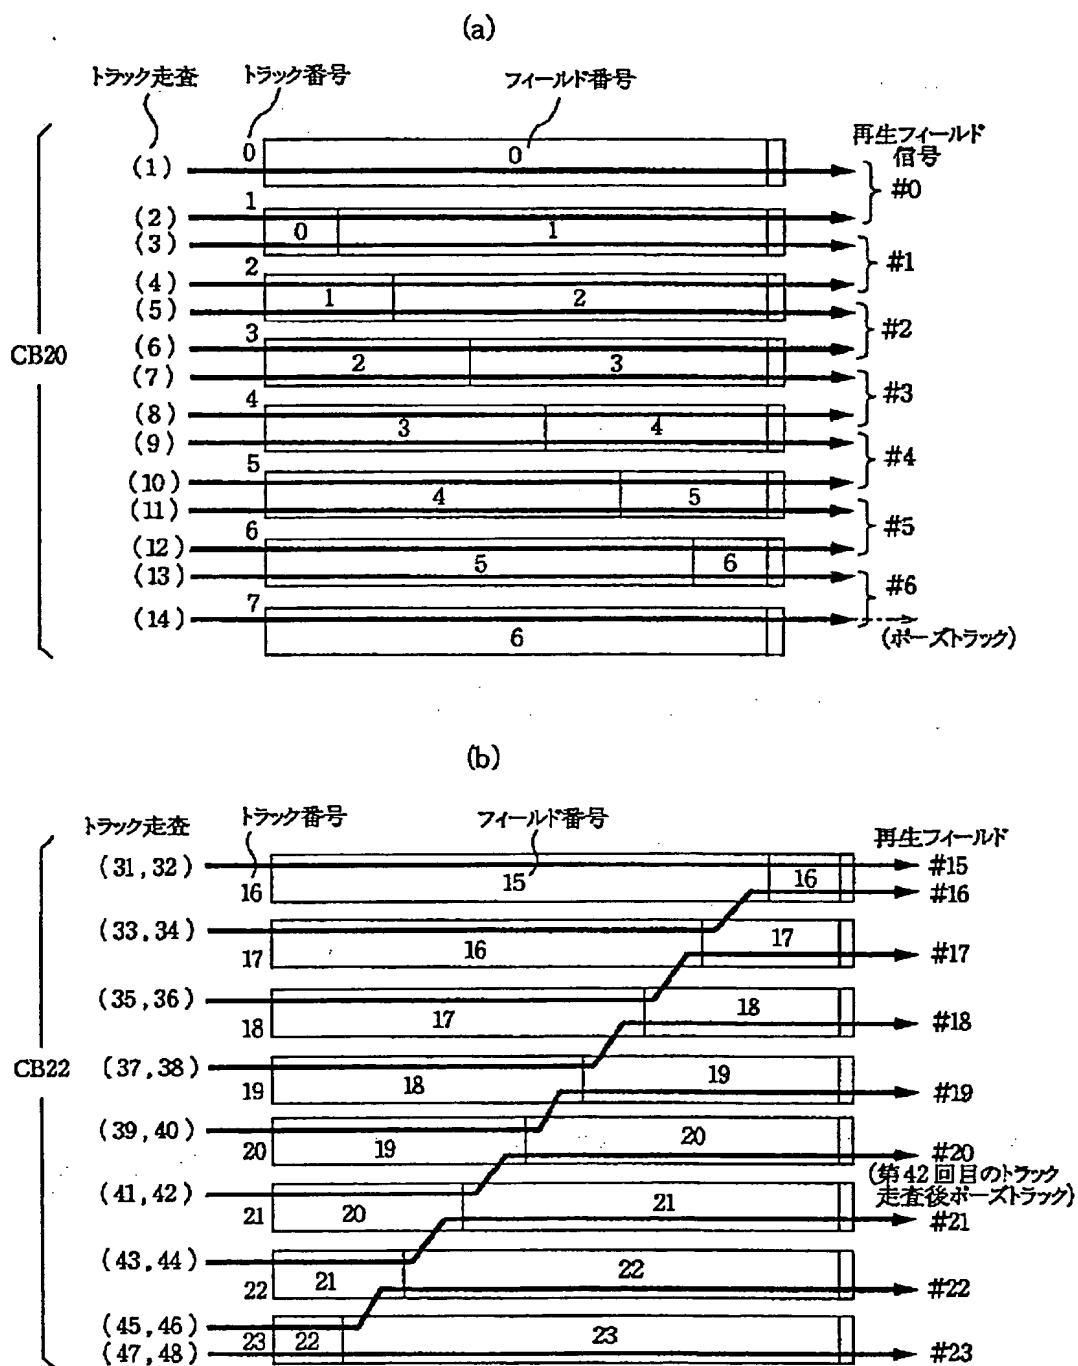 (a)
トラック走査 トラック番号 フィールド番号
再生フィールド
信号
CB20
(1) 0 0
#0
(2) 1
(3) 0 1
#1
(4) 2
(5) 1 2
#2
(6) 3
(7) 2 3
#3
(8) 4
(9) 3 4
#4
(10) 5
(11) 4 5
#5
(12) 6
(13) 5 6
#6
(14) 7
6
(ポーズトラック)
(b)
トラック走査 トラック番号 フィールド番号
再生フィールド
CB22
(31,32) 16 15 16 #15
#16
(33,34) 17 16 17 #17
(35,36) 18 17 18 #18
(37,38) 19 18 19 #19
(39,40) 20 19 20 #20
(第42回目のトラック
走査後ポーズトラック)
(41,42) 21 20 21 #21
(43,44) 22 21 22 #22
(45,46) 23 22 23
(47,48) #23